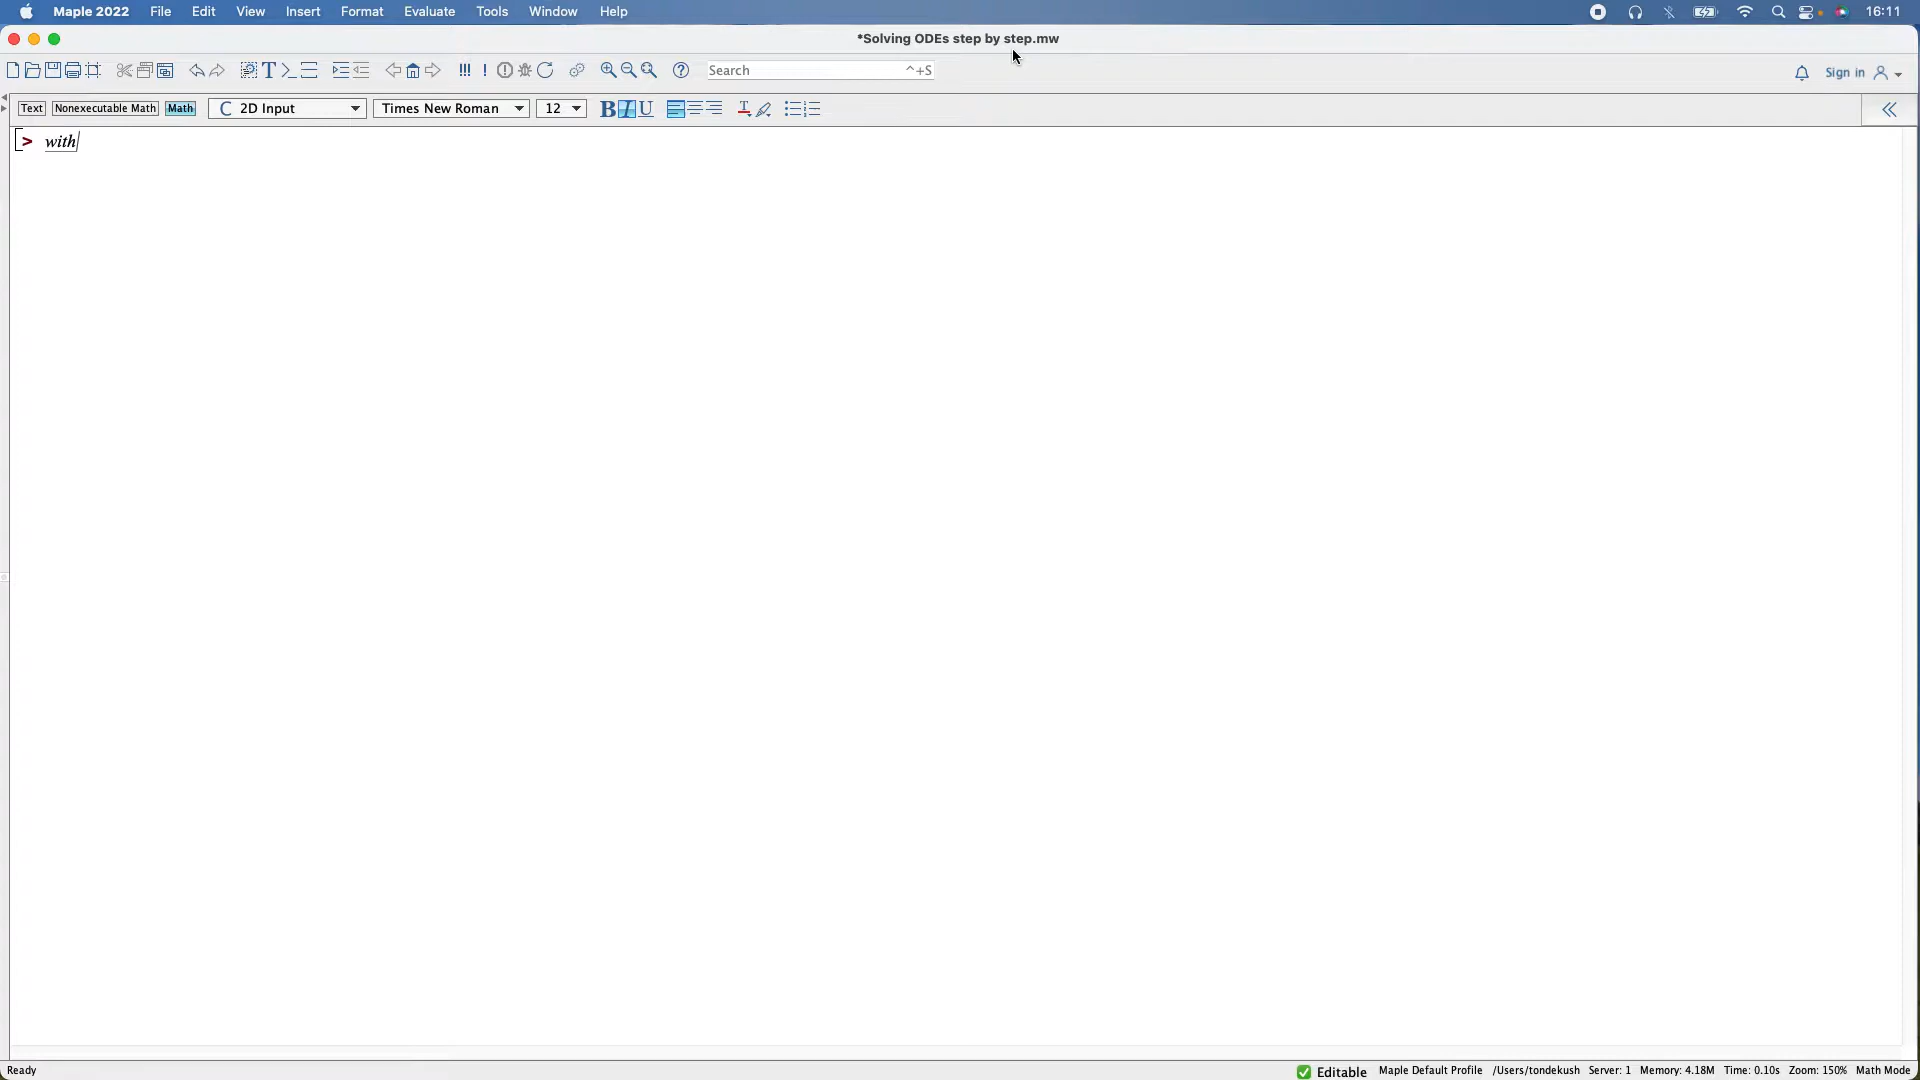 Maple 2022 File Edit View Insert Format Evaluate Tools Window Help 16:11
*Solving ODEs step by step.mw
Search ^+S Sign in
Text Nonexecutable Math Math C 2D Input Times New Roman 12 B I U
> with
Ready Editable Maple Default Profile /Users/tondekush Server: 1 Memory: 4.18M Time: 0.10s Zoom: 150% Math Mode